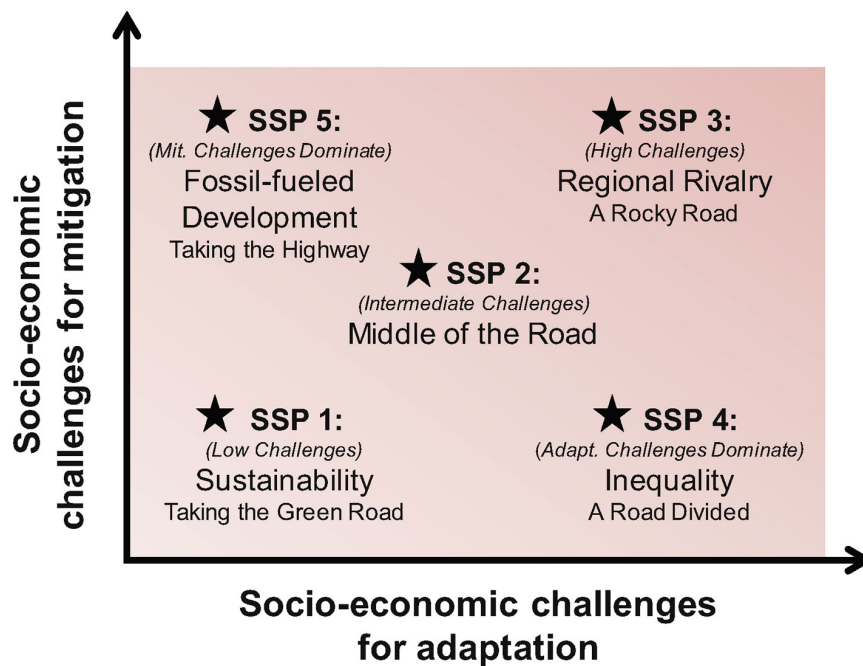 Socio-economic
challenges for mitigation
SSP 5:
(Mit. Challenges Dominate)
Fossil-fueled
Development
Taking the Highway
SSP 3:
(High Challenges)
Regional Rivalry
A Rocky Road
SSP 2:
(Intermediate Challenges)
Middle of the Road
SSP 1:
(Low Challenges)
Sustainability
Taking the Green Road
SSP 4:
(Adapt. Challenges Dominate)
Inequality
A Road Divided
Socio-economic challenges
for adaptation